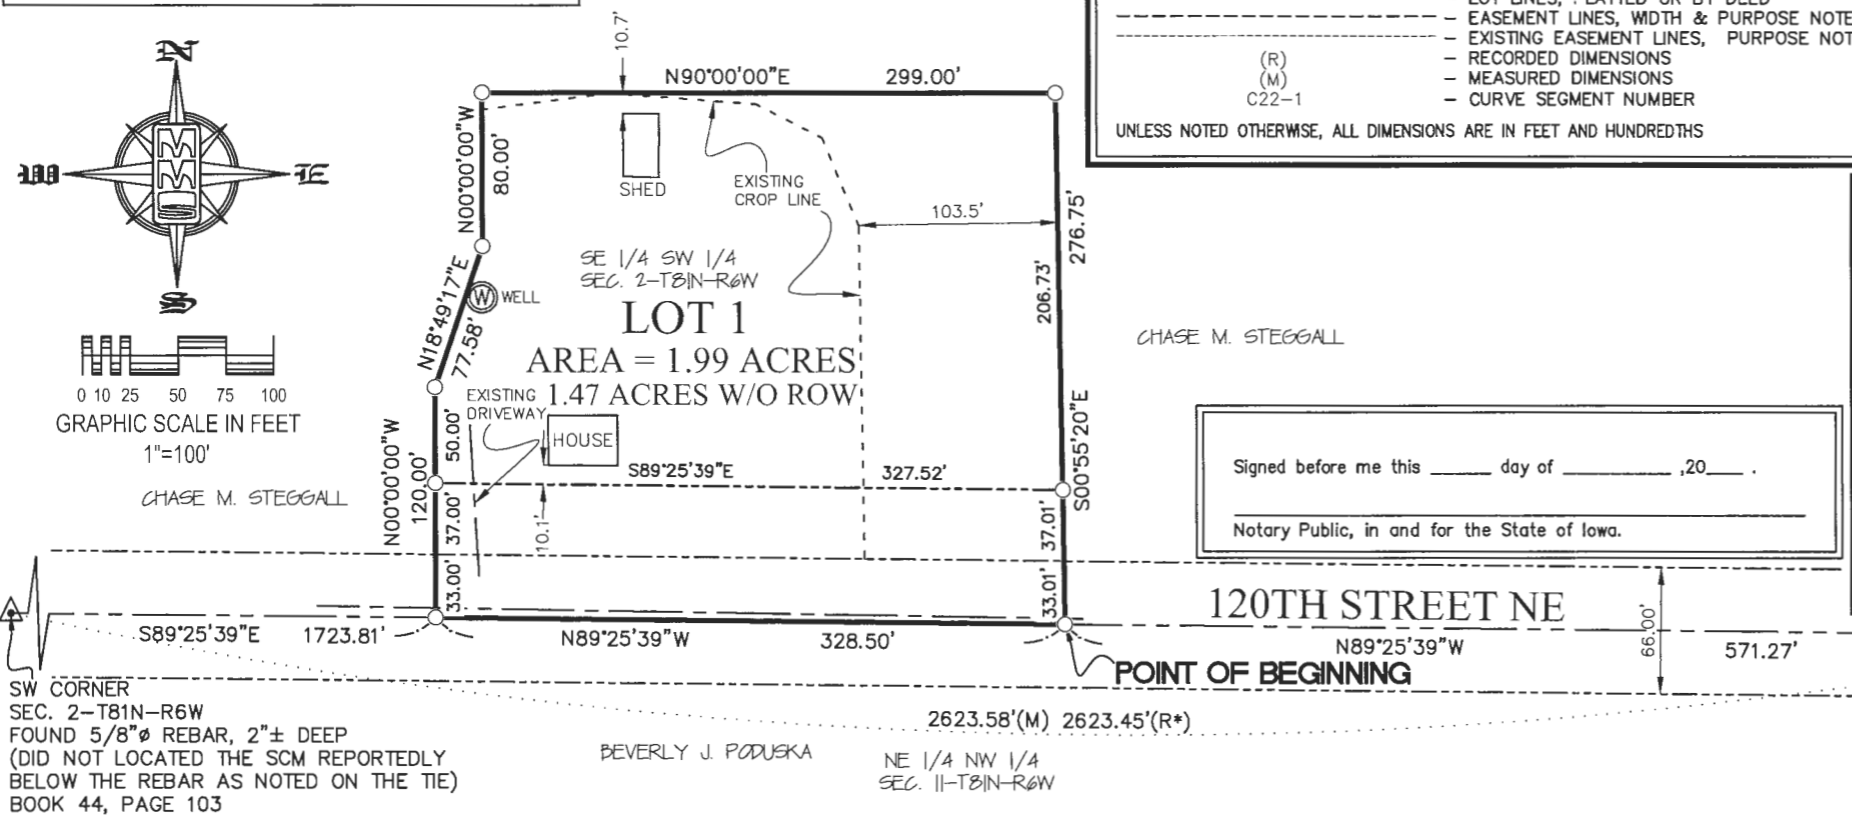 LOT LINES, PLATTED OR BY DEED
EASEMENT LINES, WIDTH & PURPOSE NOTE
EXISTING EASEMENT LINES, PURPOSE NOT
(R) – RECORDED DIMENSIONS
(M) – MEASURED DIMENSIONS
C22-1 – CURVE SEGMENT NUMBER
UNLESS NOTED OTHERWISE, ALL DIMENSIONS ARE IN FEET AND HUNDREDTHS
N
W
E
S
MMS
0 10 25 50 75 100
GRAPHIC SCALE IN FEET
1"=100'
CHASE M. STEGGALL
10.7'
N90°00'00"E 299.00'
N00°00'00"W
80.00'
SHED
EXISTING
CROP LINE
103.5'
276.75'
206.73'
SE 1/4 SW 1/4
SEC. 2-T81N-R6W
N18°49'17"E
77.58'
W WELL
LOT 1
AREA = 1.99 ACRES
1.47 ACRES W/O ROW
EXISTING
DRIVEWAY
HOUSE
N00°00'00"W
120.00'
50.00'
37.00'
33.00'
S89°25'39"E 327.52'
10.1'
S00°55'20"E
37.01'
33.01'
CHASE M. STEGGALL
Signed before me this ____ day of ____ ,20__ .
Notary Public, in and for the State of Iowa.
120TH STREET NE
66.00'
S89°25'39"E 1723.81'
N89°25'39"W 328.50'
N89°25'39"W 571.27'
POINT OF BEGINNING
2623.58'(M) 2623.45'(R*)
SW CORNER
SEC. 2-T81N-R6W
FOUND 5/8"ø REBAR, 2"± DEEP
(DID NOT LOCATED THE SCM REPORTEDLY
BELOW THE REBAR AS NOTED ON THE TIE)
BOOK 44, PAGE 103
BEVERLY J. PODUSKA
NE 1/4 NW 1/4
SEC. 11-T81N-R6W